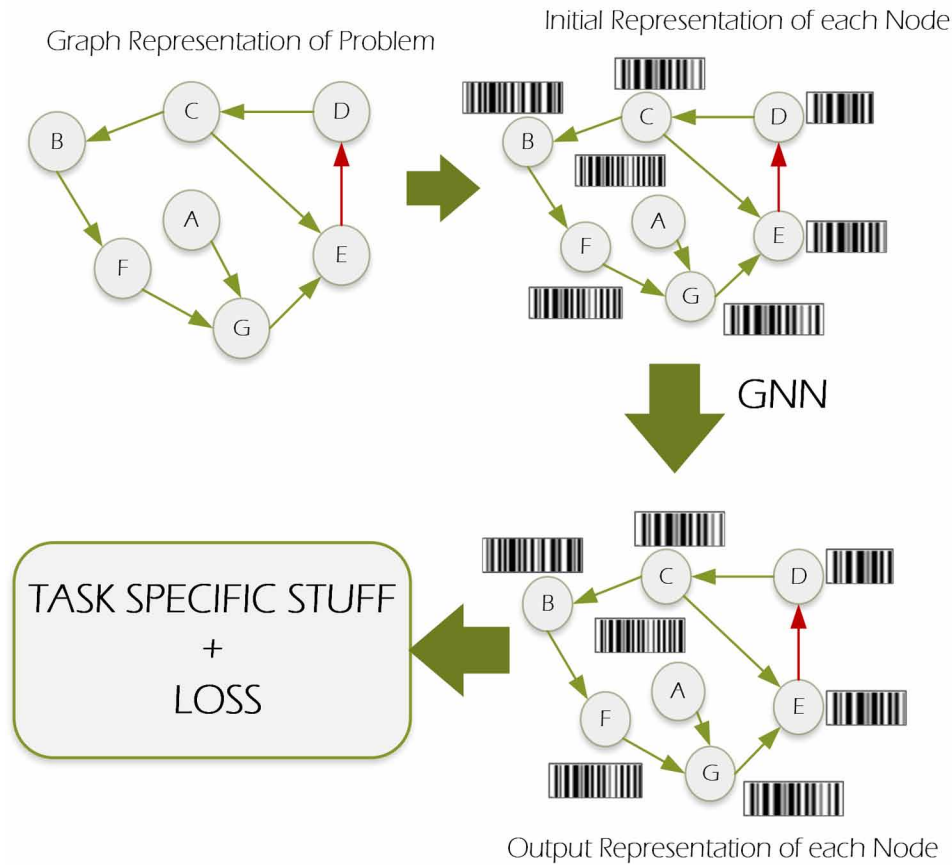 Graph Representation of Problem
B
C
D
A
F
E
G
Initial Representation of each Node
B
C
D
A
F
E
G
GNN
TASK SPECIFIC STUFF
+
LOSS
B
C
D
A
F
E
G
Output Representation of each Node